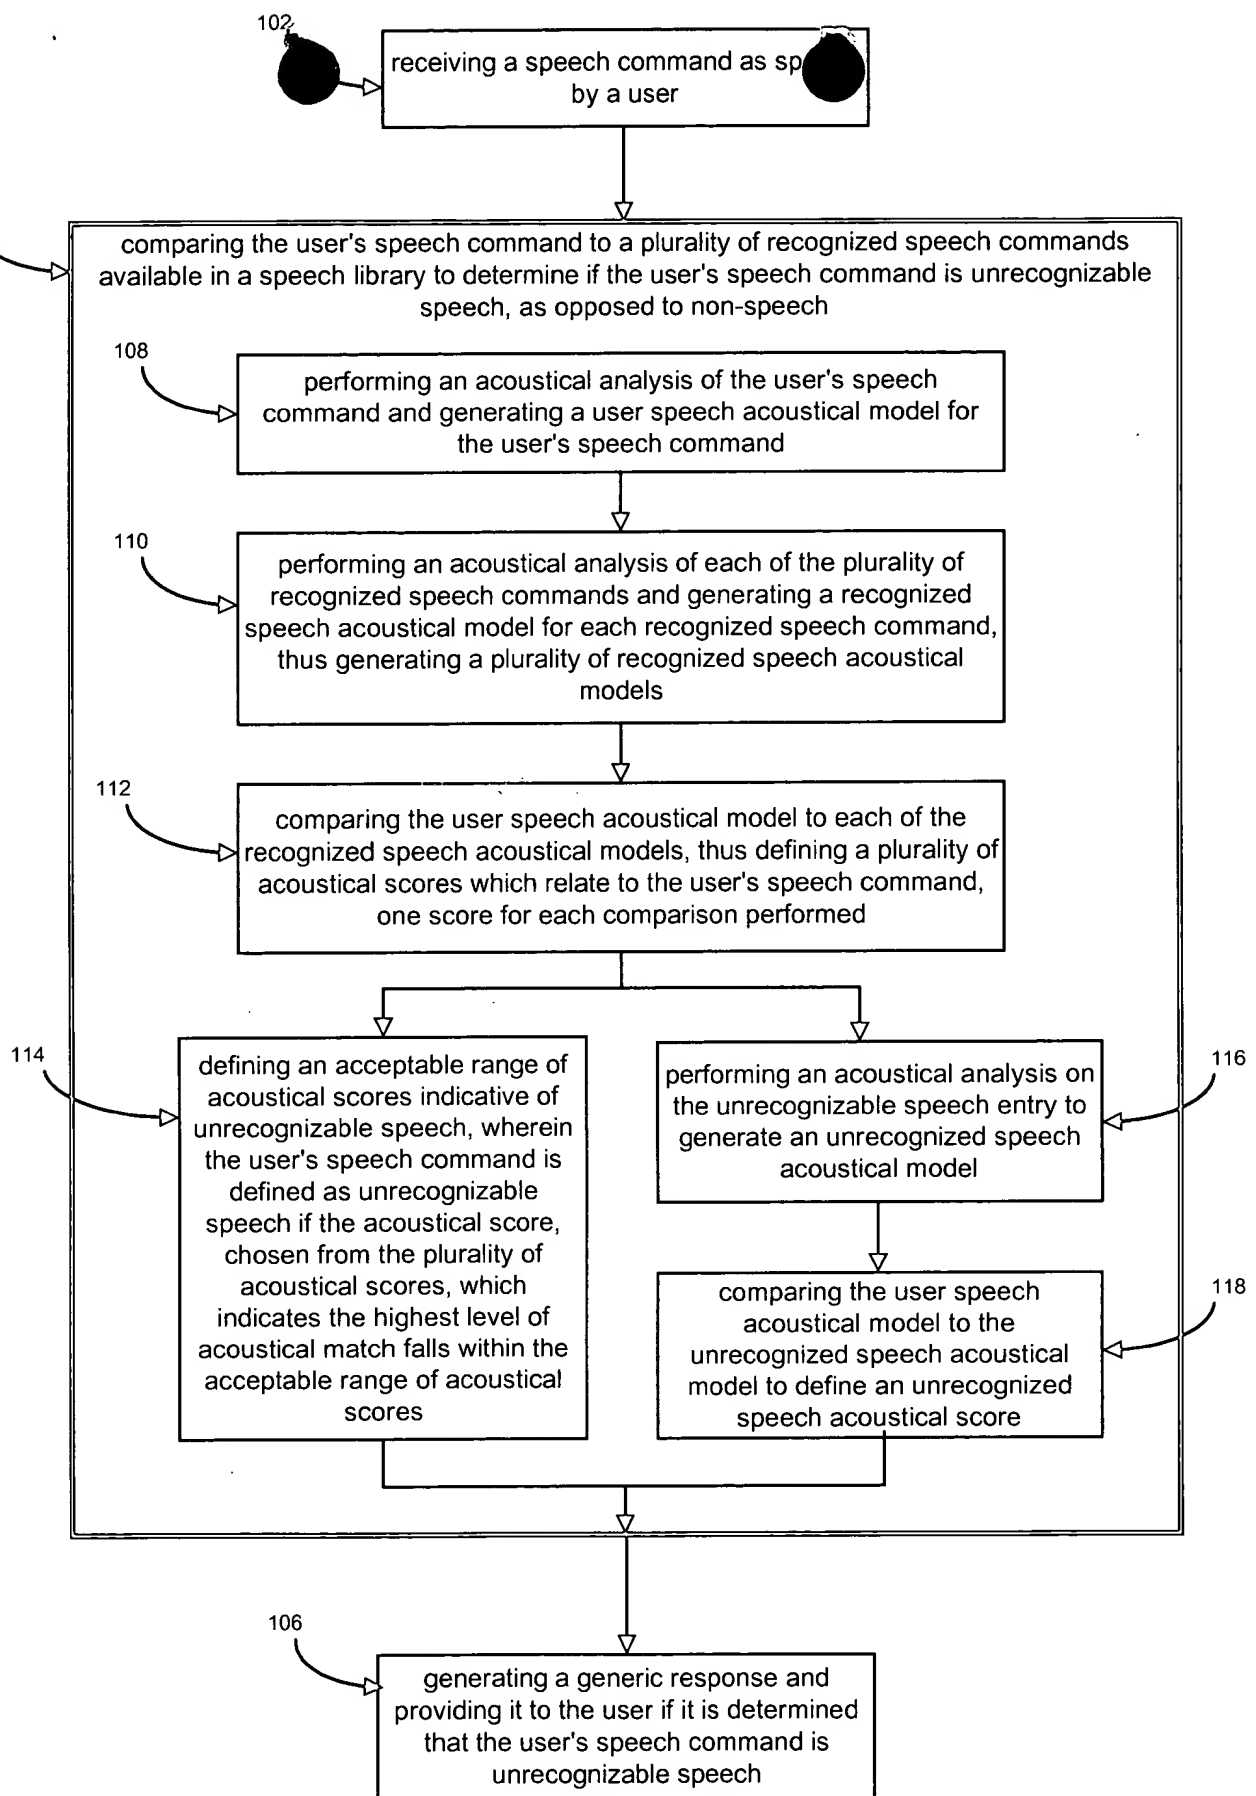 102
receiving a speech command as
by a user
comparing the user's speech command to a plurality of recognized speech commands
available in a speech library to determine if the user's speech command is unrecognizable
speech, as opposed to non-speech
108
performing an acoustical analysis of the user's speech
command and generating a user speech acoustical model for
the user's speech command
110
performing an acoustical analysis of each of the plurality of
recognized speech commands and generating a recognized
speech acoustical model for each recognized speech command,
thus generating a plurality of recognized speech acoustical
models
112
comparing the user speech acoustical model to each of the
recognized speech acoustical models, thus defining a plurality of
acoustical scores which relate to the user's speech command,
one score for each comparison performed
114
defining an acceptable range of
acoustical scores indicative of
unrecognizable speech, wherein
the user's speech command is
defined as unrecognizable
speech if the acoustical score,
chosen from the plurality of
acoustical scores, which
indicates the highest level of
acoustical match falls within the
acceptable range of acoustical
scores
116
performing an acoustical analysis on
the unrecognizable speech entry to
generate an unrecognized speech
acoustical model
118
comparing the user speech
acoustical model to the
unrecognized speech acoustical
model to define an unrecognized
speech acoustical score
106
generating a generic response and
providing it to the user if it is determined
that the user's speech command is
unrecognizable speech